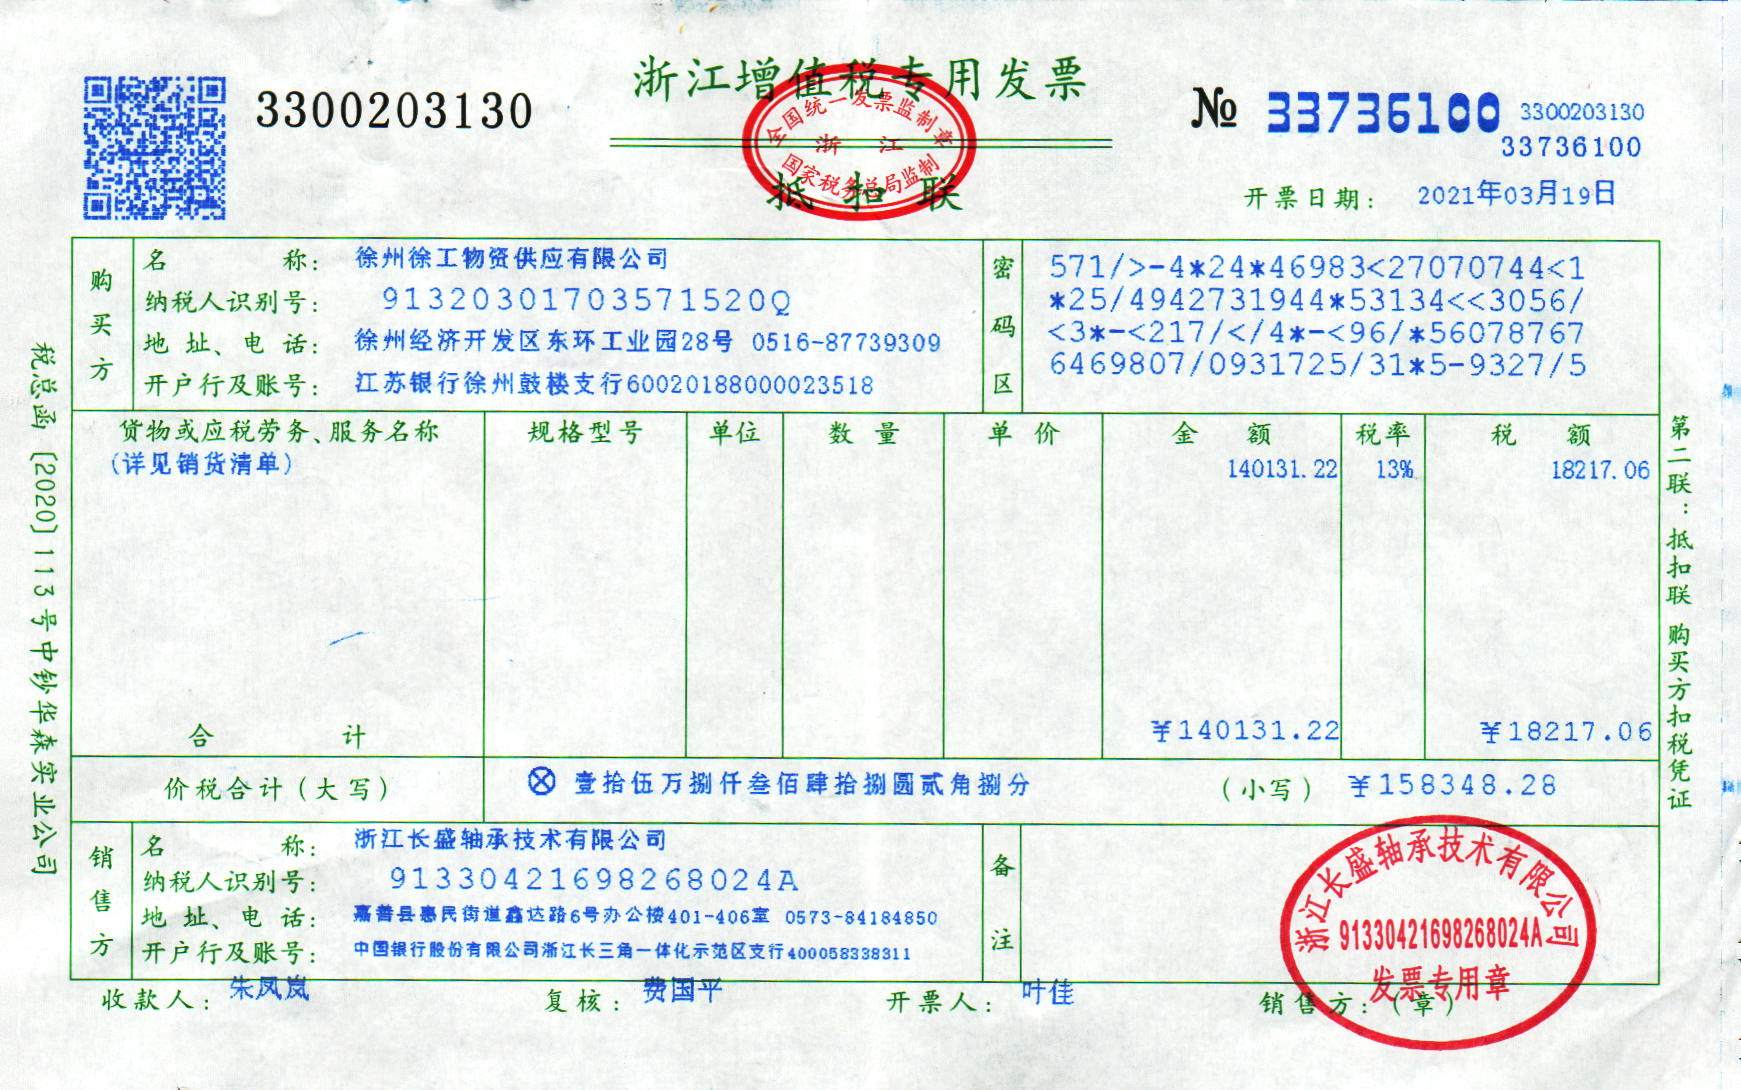 浙江增值税专用发票
3300203130
№ 33736100
3300203130
33736100
全国统一发票监制章
浙 江
国家税务总局监制
抵扣联
开票日期: 2021年03月19日
购买方
名 称: 徐州徐工物资供应有限公司
纳税人识别号: 91320301703571520Q
地 址、电 话: 徐州经济开发区东环工业园28号 0516-87739309
开户行及账号: 江苏银行徐州鼓楼支行60020188000023518
密码区
571/>-4*24*46983<27070744<1
*25/4942731944*53134<<3056/
<3*-<217/</4*-<96/*56078767
6469807/0931725/31*5-9327/5
货物或应税劳务、服务名称 规格型号 单位 数 量 单 价 金 额 税率 税 额
(详见销货清单) 140131.22 13% 18217.06
合 计 ¥140131.22 ¥18217.06
价税合计(大写) ⊗ 壹拾伍万捌仟叁佰肆拾捌圆贰角捌分 (小写) ¥158348.28
销售方
名 称: 浙江长盛轴承技术有限公司
纳税人识别号: 91330421698268024A
地 址、电 话: 嘉善县惠民街道鑫达路6号办公楼401-406室 0573-84184850
开户行及账号: 中国银行股份有限公司浙江长三角一体化示范区支行400058338311
备注
浙江长盛轴承技术有限公司
91330421698268024A
发票专用章
收款人: 朱凤岚 复核: 费国平 开票人: 叶佳 销售方:(章)
税总函[2020]113号中钞华森实业公司
第二联:抵扣联 购买方扣税凭证